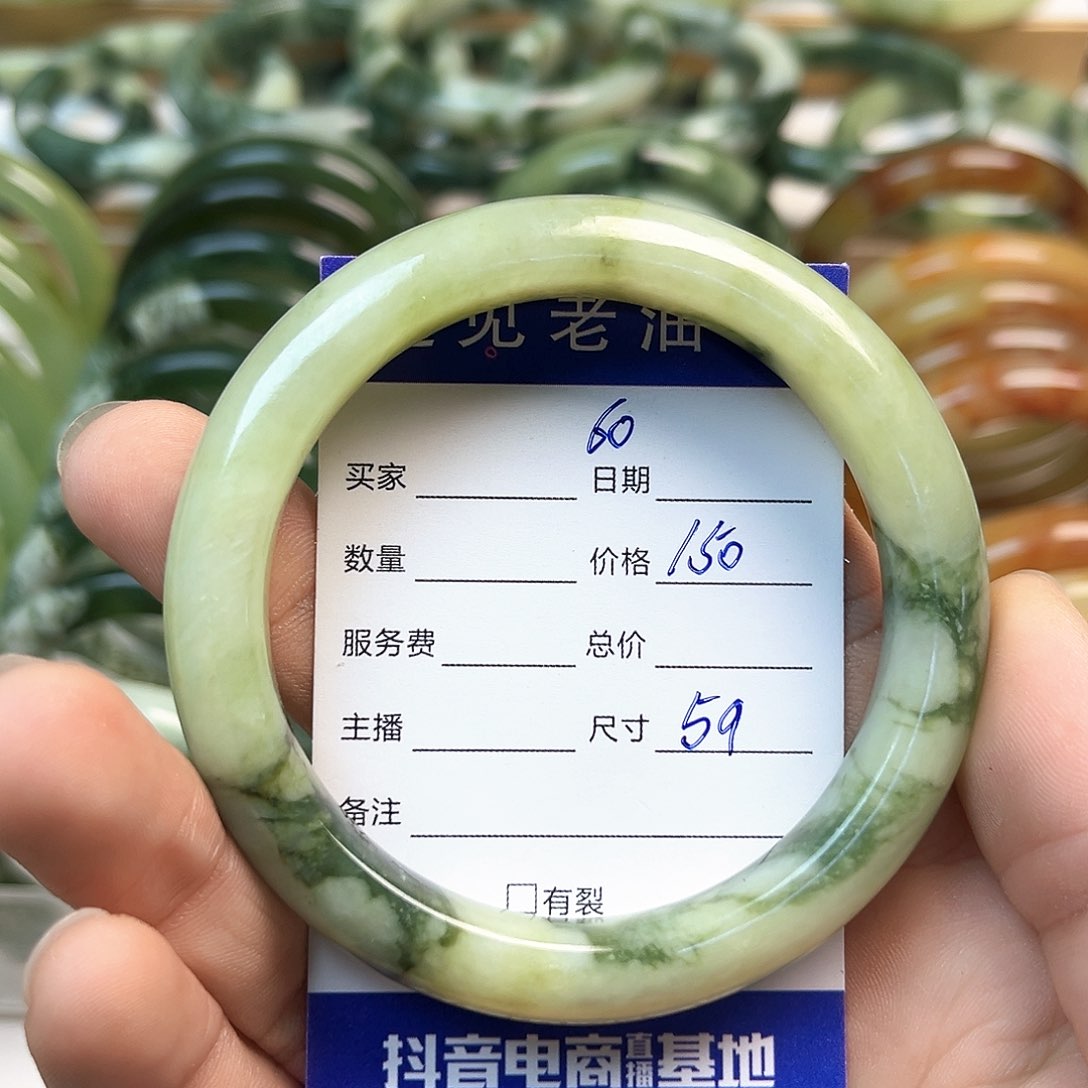 见老油
60
买家 日期
数量 价格 150
服务费 总价
主播 尺寸 59
备注
有裂
抖音电商直播基地